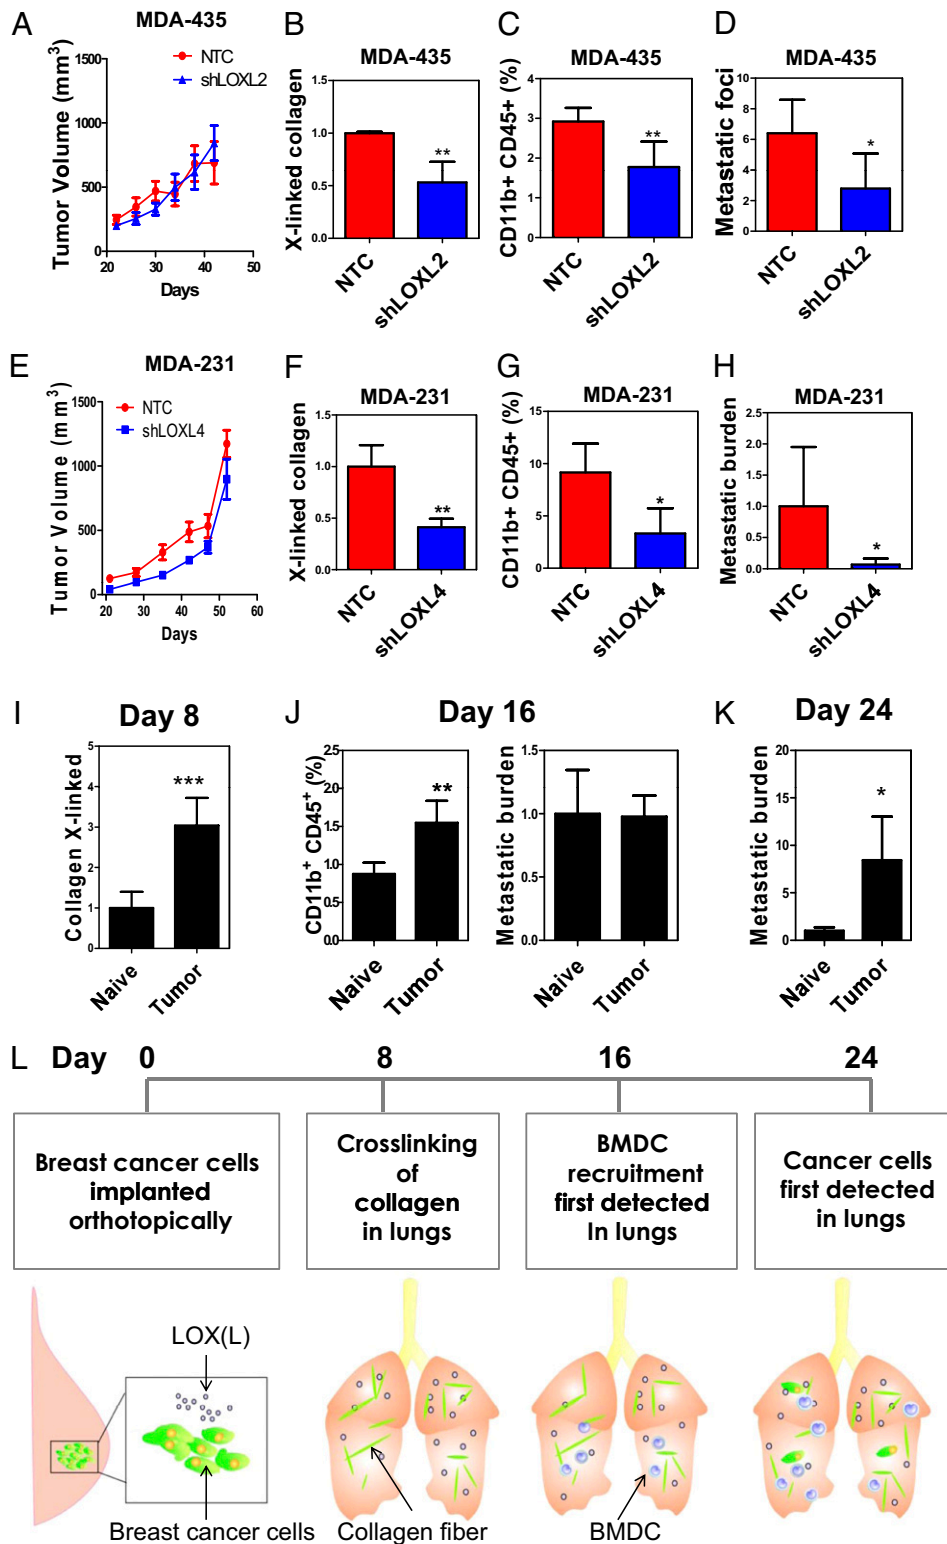 A
MDA-435
Tumor Volume (mm³)
1500
1000
500
0
20 30 40 50
Days
NTC
shLOXL2
B
MDA-435
X-linked collagen
1.5
1.0
0.5
0.0
NTC
shLOXL2
**
C
MDA-435
CD11b+ CD45+ (%)
4
3
2
1
0
NTC
shLOXL2
**
D
MDA-435
Metastatic foci
10
8
6
4
2
0
NTC
shLOXL2
*
E
MDA-231
Tumor Volume (mm³)
1500
1000
500
0
20 30 40 50 60
Days
NTC
shLOXL4
F
MDA-231
X-linked collagen
1.5
1.0
0.5
0.0
NTC
shLOXL4
**
G
MDA-231
CD11b+ CD45+ (%)
15
10
5
0
NTC
shLOXL4
*
H
MDA-231
Metastatic burden
2.5
2.0
1.5
1.0
0.5
0.0
NTC
shLOXL4
*
I
Day 8
Collagen X-linked
5
4
3
2
1
0
Naive
Tumor
***
J
Day 16
CD11b⁺ CD45⁺ (%)
2.5
2.0
1.5
1.0
0.5
0.0
Naive
Tumor
**
Metastatic burden
1.5
1.0
0.5
0.0
Naive
Tumor
K
Day 24
Metastatic burden
20
15
10
5
0
Naive
Tumor
*
L Day 0 8 16 24
Breast cancer cells
implanted
orthotopically
Crosslinking
of
collagen
in lungs
BMDC
recruitment
first detected
In lungs
Cancer cells
first detected
in lungs
LOX(L)
Breast cancer cells
Collagen fiber
BMDC